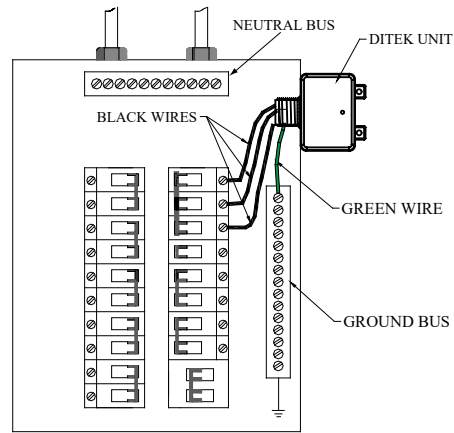 NEUTRAL BUS
DITEK UNIT
BLACK WIRES
GREEN WIRE
GROUND BUS